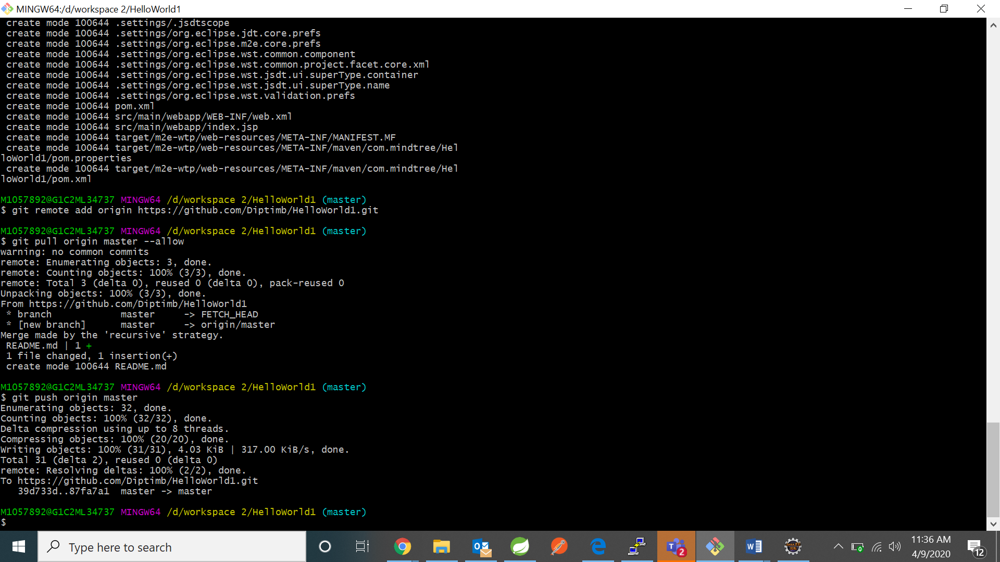 MINGW64:/d/workspace 2/HelloWorld1
create mode 100644 .settings/.jsdtscope
create mode 100644 .settings/org.eclipse.jdt.core.prefs
create mode 100644 .settings/org.eclipse.m2e.core.prefs
create mode 100644 .settings/org.eclipse.wst.common.component
create mode 100644 .settings/org.eclipse.wst.common.project.facet.core.xml
create mode 100644 .settings/org.eclipse.wst.jsdt.ui.superType.container
create mode 100644 .settings/org.eclipse.wst.jsdt.ui.superType.name
create mode 100644 .settings/org.eclipse.wst.validation.prefs
create mode 100644 pom.xml
create mode 100644 src/main/webapp/WEB-INF/web.xml
create mode 100644 src/main/webapp/index.jsp
create mode 100644 target/m2e-wtp/web-resources/META-INF/MANIFEST.MF
create mode 100644 target/m2e-wtp/web-resources/META-INF/maven/com.mindtree/Hel
loWorld1/pom.properties
create mode 100644 target/m2e-wtp/web-resources/META-INF/maven/com.mindtree/Hel
loWorld1/pom.xml
M1057892@G1C2ML34737 MINGW64 /d/workspace 2/HelloWorld1 (master)
$ git remote add origin https://github.com/Diptimb/HelloWorld1.git
M1057892@G1C2ML34737 MINGW64 /d/workspace 2/HelloWorld1 (master)
$ git pull origin master --allow
warning: no common commits
remote: Enumerating objects: 3, done.
remote: Counting objects: 100% (3/3), done.
remote: Total 3 (delta 0), reused 0 (delta 0), pack-reused 0
Unpacking objects: 100% (3/3), done.
From https://github.com/Diptimb/HelloWorld1
* branch            master     -> FETCH_HEAD
* [new branch]      master     -> origin/master
Merge made by the 'recursive' strategy.
README.md | 1 +
1 file changed, 1 insertion(+)
create mode 100644 README.md
M1057892@G1C2ML34737 MINGW64 /d/workspace 2/HelloWorld1 (master)
$ git push origin master
Enumerating objects: 32, done.
Counting objects: 100% (32/32), done.
Delta compression using up to 8 threads.
Compressing objects: 100% (20/20), done.
Writing objects: 100% (31/31), 4.03 KiB | 317.00 KiB/s, done.
Total 31 (delta 2), reused 0 (delta 0)
remote: Resolving deltas: 100% (2/2), done.
To https://github.com/Diptimb/HelloWorld1.git
39d733d..87fa7a1  master -> master
M1057892@G1C2ML34737 MINGW64 /d/workspace 2/HelloWorld1 (master)
$
Type here to search
Java EE
IDE
2
11:36 AM
4/9/2020
12